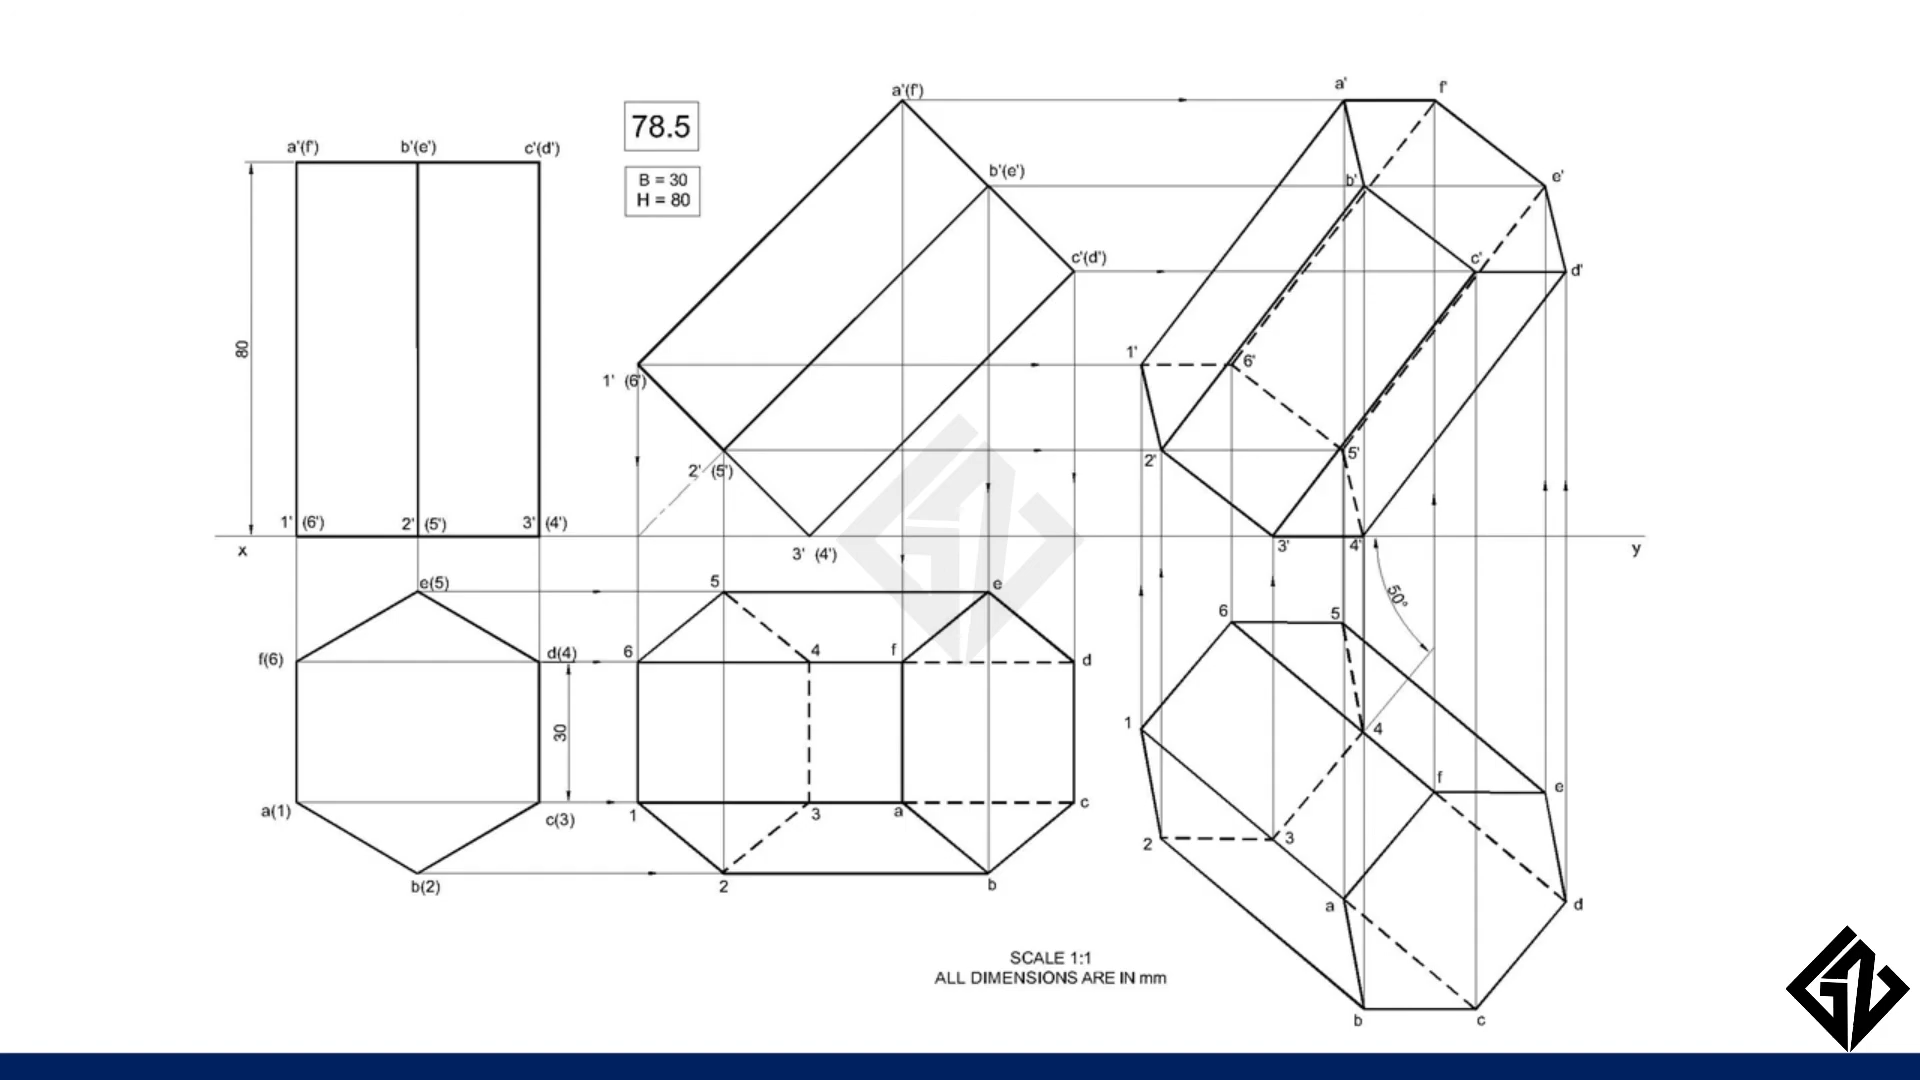 a'(f')
b'(e')
c'(d')
80
1' (6')
2' (5')
3' (4')
x
78.5
B = 30
H = 80
a'(f')
b'(e')
c'(d')
1' (6')
2' (5')
3' (4')
a'
f'
b'
e'
c'
d'
1'
6'
2'
5'
3'
4'
y
50°
e(5)
f(6)
d(4)
30
a(1)
c(3)
b(2)
5
e
6
4
f
d
1
3
a
c
2
b
6
5
1
4
f
e
2
3
a
d
b
c
SCALE 1:1
ALL DIMENSIONS ARE IN mm